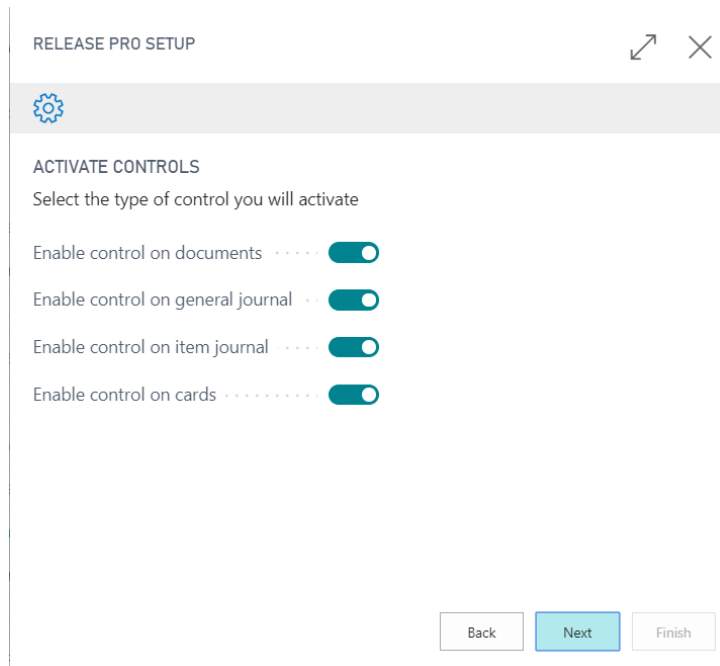 RELEASE PRO SETUP
ACTIVATE CONTROLS
Select the type of control you will activate
Enable control on documents
Enable control on general journal
Enable control on item journal
Enable control on cards
Back Next Finish